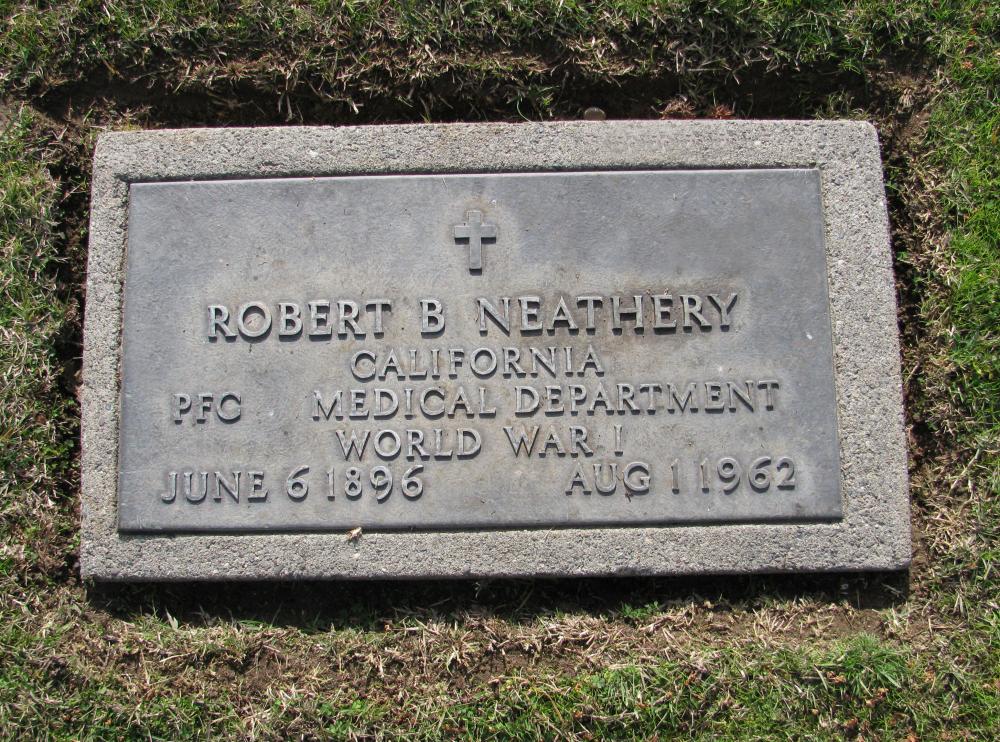 ROBERT B NEATHERY
CALIFORNIA
PFC MEDICAL DEPARTMENT
WORLD WAR I
JUNE 6 1896 AUG 1 1962